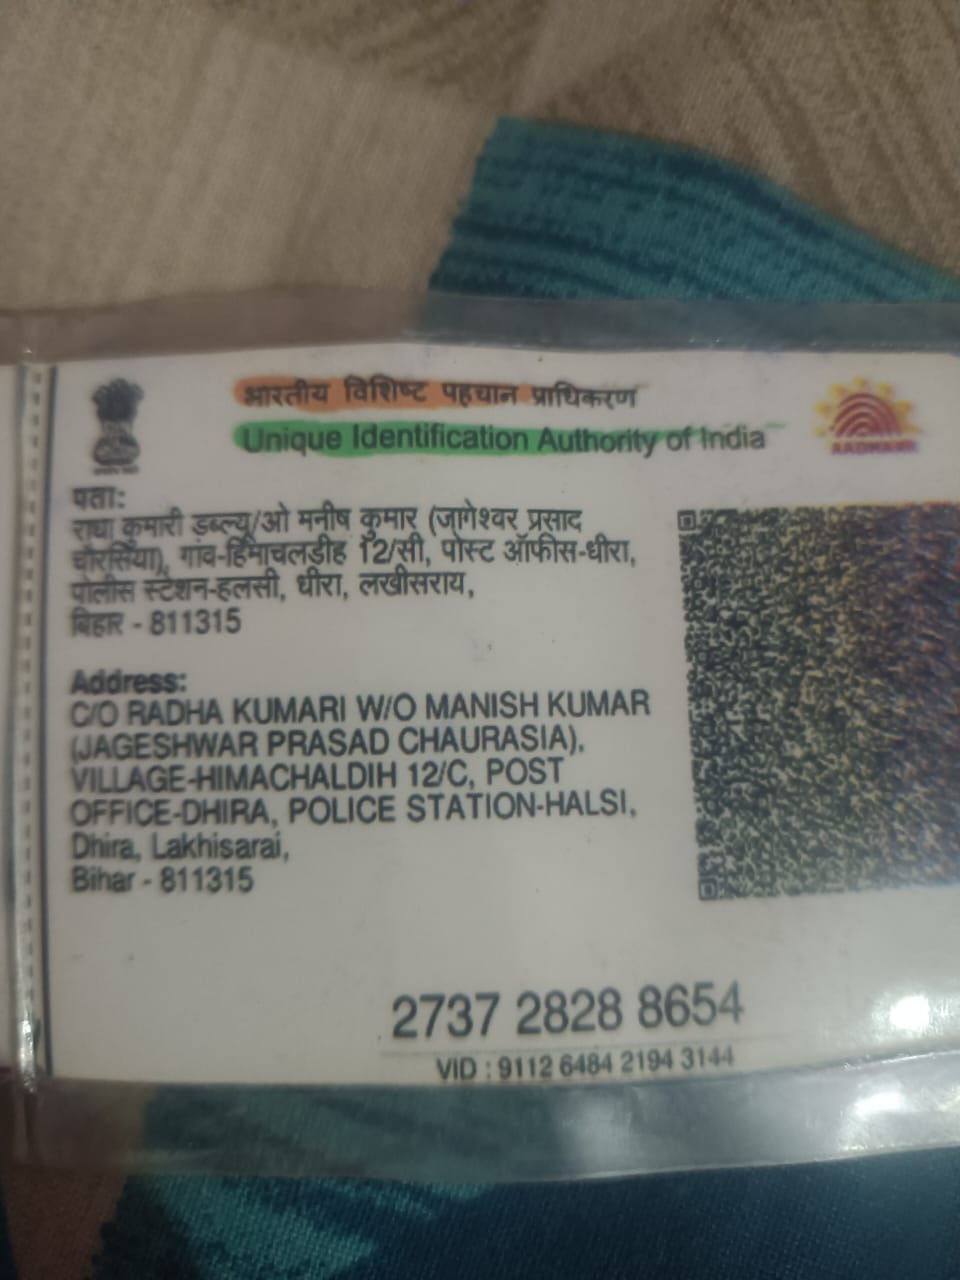 भारतीय विशिष्ट पहचान प्राधिकरण
Unique Identification Authority of India
AADHAAR
पता:
राधा कुमारी डब्ल्यू/ओ मनीष कुमार (जागेश्वर प्रसाद
चौरसिया), गांव-हिमाचलडीह 12/सी, पोस्ट ऑफीस-धीरा,
पोलीस स्टेशन-हलसी, धीरा, लखीसराय,
बिहार - 811315
Address:
C/O RADHA KUMARI W/O MANISH KUMAR
(JAGESHWAR PRASAD CHAURASIA),
VILLAGE-HIMACHALDIH 12/C, POST
OFFICE-DHIRA, POLICE STATION-HALSI,
Dhira, Lakhisarai,
Bihar - 811315
2737 2828 8654
VID : 9112 6484 2194 3144